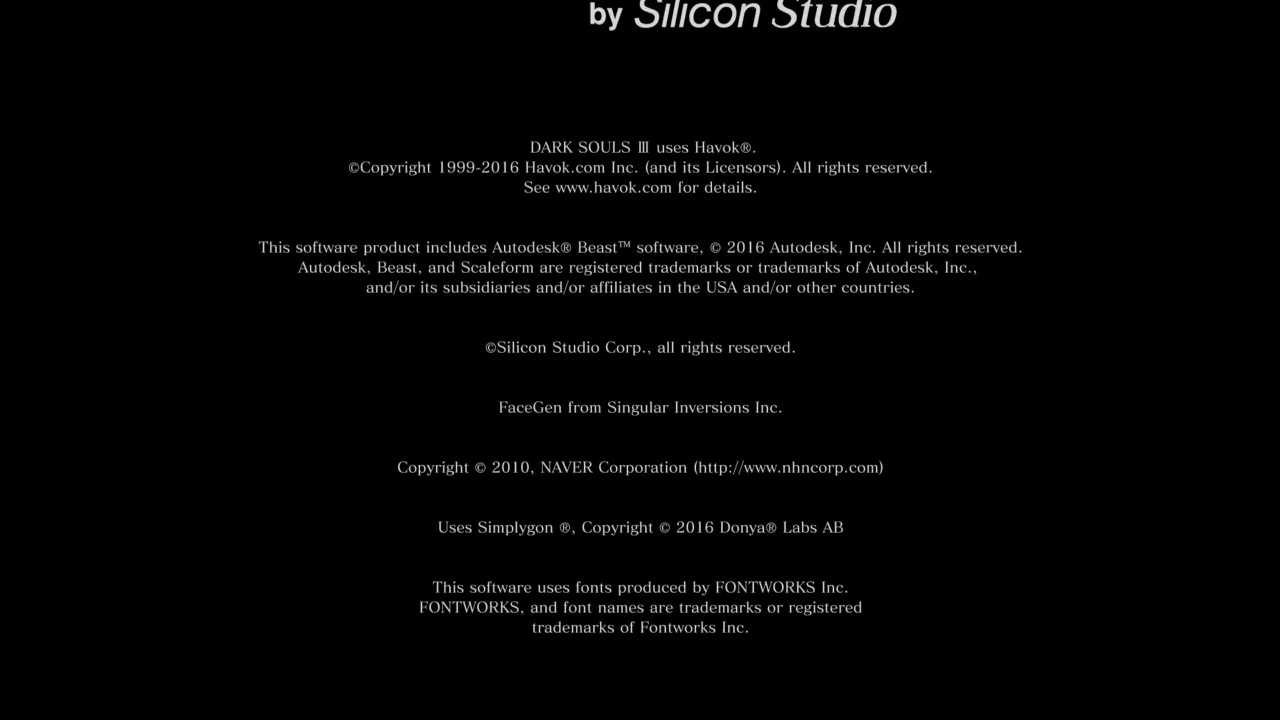 by Silicon Studio
DARK SOULS Ⅲ uses Havok®.
©Copyright 1999-2016 Havok.com Inc. (and its Licensors). All rights reserved.
See www.havok.com for details.
This software product includes Autodesk® Beast™ software, © 2016 Autodesk, Inc. All rights reserved.
Autodesk, Beast, and Scaleform are registered trademarks or trademarks of Autodesk, Inc.,
and/or its subsidiaries and/or affiliates in the USA and/or other countries.
©Silicon Studio Corp., all rights reserved.
FaceGen from Singular Inversions Inc.
Copyright © 2010, NAVER Corporation (http://www.nhncorp.com)
Uses Simplygon ®, Copyright © 2016 Donya® Labs AB
This software uses fonts produced by FONTWORKS Inc.
FONTWORKS, and font names are trademarks or registered
trademarks of Fontworks Inc.